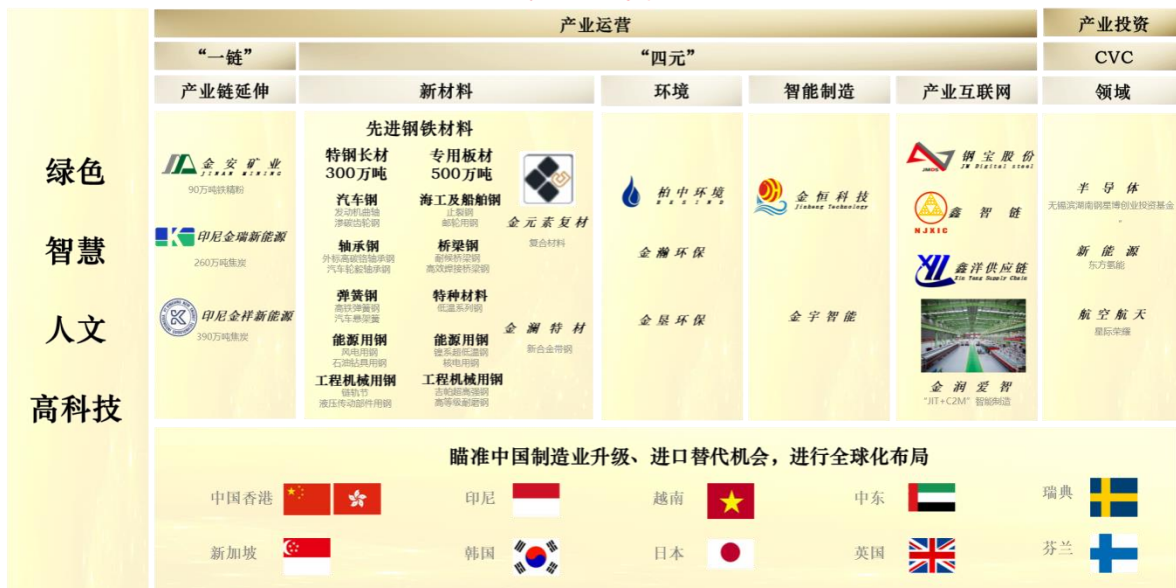 绿色
智慧
人文
高科技
产业运营
产业投资
“一链”
“四元”
CVC
产业链延伸
新材料
环境
智能制造
产业互联网
领域
金安矿业
JINAN MINING
90万吨铁精粉
印尼金瑞新能源
260万吨焦炭
印尼金祥新能源
390万吨焦炭
先进钢铁材料
特钢长材
300万吨
汽车钢
发动机曲轴
渗碳齿轮钢
轴承钢
外标高碳铬轴承钢
汽车轮毂轴承钢
弹簧钢
高铁弹簧钢
汽车悬架簧
能源用钢
风电用钢
石油钻具用钢
工程机械用钢
链轨节
液压传动部件用钢
专用板材
500万吨
海工及船舶钢
止裂钢
邮轮用钢
桥梁钢
耐候桥梁钢
高效焊接桥梁钢
特种材料
低温系列钢
能源用钢
镍系超低温钢
核电用钢
工程机械用钢
高等级耐磨钢
金元素复材
复合材料
金澜特材
新合金带钢
柏中环境
金瀚环保
金垦环保
金恒科技
Jinheng Technology
金宇智能
JMDS
钢宝股份
JM Digital steel
鑫智链
NJXIC
鑫洋供应链
Xin Yang Supply Chain
金润爱智
“JIT+C2M” 智能制造
半导体
无锡滨湖南钢星博创业投资基金
新能源
东方氢能
航空航天
星际荣耀
瞄准中国制造业升级、进口替代机会，进行全球化布局
中国香港
印尼
越南
中东
瑞典
新加坡
韩国
日本
英国
芬兰